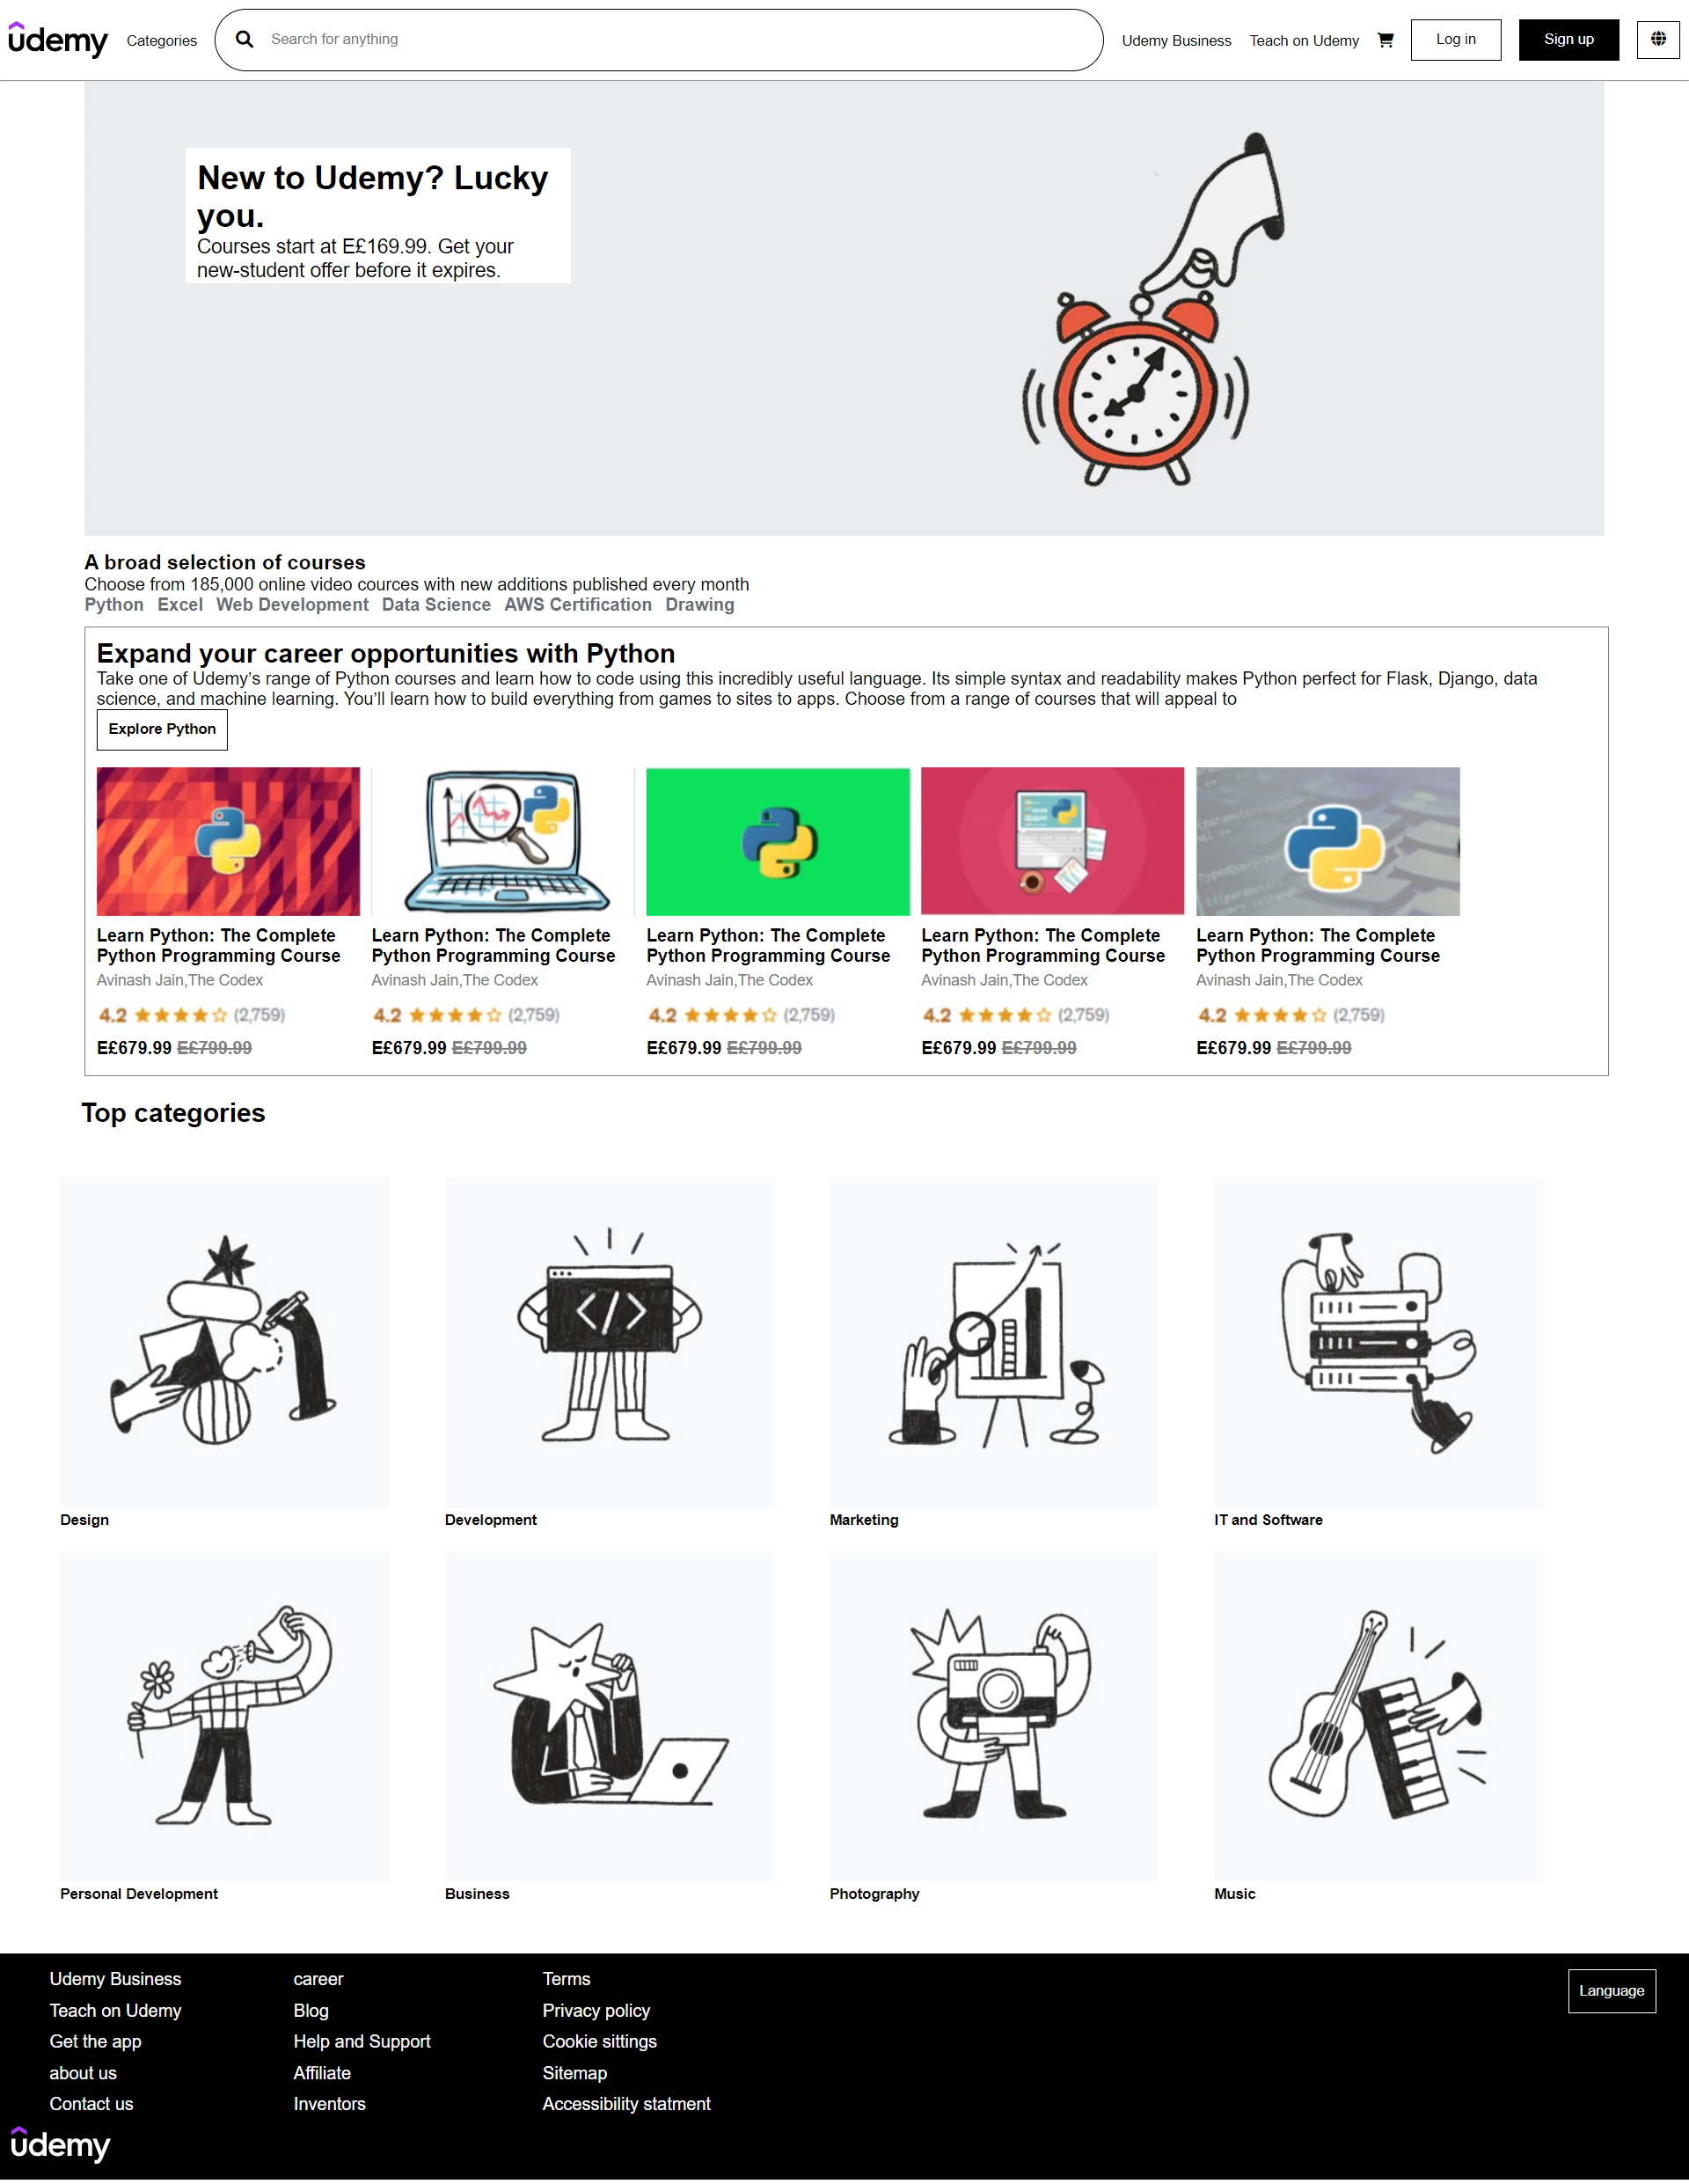 udemy
Categories
Search for anything
Udemy Business
Teach on Udemy
Log in
Sign up
New to Udemy? Lucky
you.
Courses start at E£169.99. Get your
new-student offer before it expires.
A broad selection of courses
Choose from 185,000 online video cources with new additions published every month
Python Excel Web Development Data Science AWS Certification Drawing
Expand your career opportunities with Python
Take one of Udemy’s range of Python courses and learn how to code using this incredibly useful language. Its simple syntax and readability makes Python perfect for Flask, Django, data
science, and machine learning. You’ll learn how to build everything from games to sites to apps. Choose from a range of courses that will appeal to
Explore Python
Learn Python: The Complete
Python Programming Course
Avinash Jain,The Codex
4.2 (2,759)
E£679.99 E£799.99
Learn Python: The Complete
Python Programming Course
Avinash Jain,The Codex
4.2 (2,759)
E£679.99 E£799.99
Learn Python: The Complete
Python Programming Course
Avinash Jain,The Codex
4.2 (2,759)
E£679.99 E£799.99
Learn Python: The Complete
Python Programming Course
Avinash Jain,The Codex
4.2 (2,759)
E£679.99 E£799.99
Learn Python: The Complete
Python Programming Course
Avinash Jain,The Codex
4.2 (2,759)
E£679.99 E£799.99
Top categories
</>
Design
Development
Marketing
IT and Software
Personal Development
Business
Photography
Music
Udemy Business
Teach on Udemy
Get the app
about us
Contact us
career
Blog
Help and Support
Affiliate
Inventors
Terms
Privacy policy
Cookie sittings
Sitemap
Accessibility statment
Language
udemy